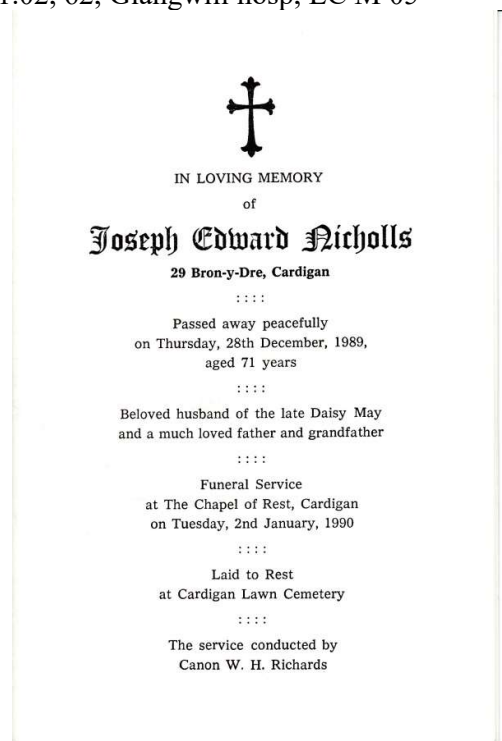 IN LOVING MEMORY
of
Joseph Edward Nicholls
29 Bron-y-Dre, Cardigan
::::
Passed away peacefully
on Thursday, 28th December, 1989,
aged 71 years
::::
Beloved husband of the late Daisy May
and a much loved father and grandfather
::::
Funeral Service
at The Chapel of Rest, Cardigan
on Tuesday, 2nd January, 1990
::::
Laid to Rest
at Cardigan Lawn Cemetery
::::
The service conducted by
Canon W. H. Richards